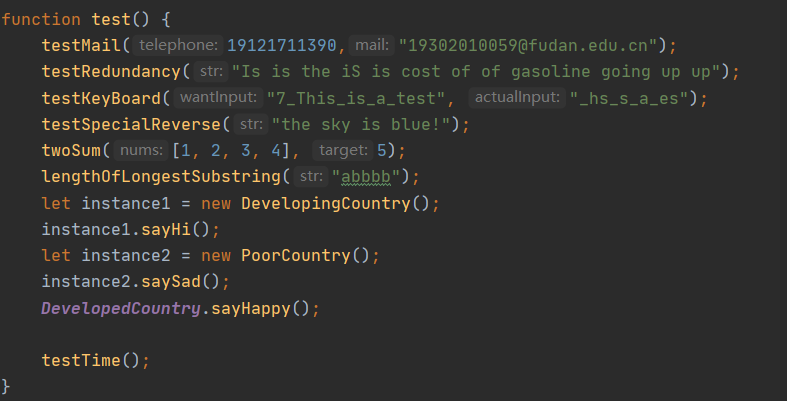 function test() {
testMail( telephone: 19121711390, mail: "19302010059@fudan.edu.cn");
testRedundancy( str: "Is is the iS is cost of of gasoline going up up");
testKeyBoard( wantInput: "7_This_is_a_test", actualInput: "_hs_s_a_es");
testSpecialReverse( str: "the sky is blue!");
twoSum( nums: [1, 2, 3, 4], target: 5);
lengthOfLongestSubstring( str: "abbbb");
let instance1 = new DevelopingCountry();
instance1.sayHi();
let instance2 = new PoorCountry();
instance2.saySad();
DevelopedCountry.sayHappy();
testTime();
}